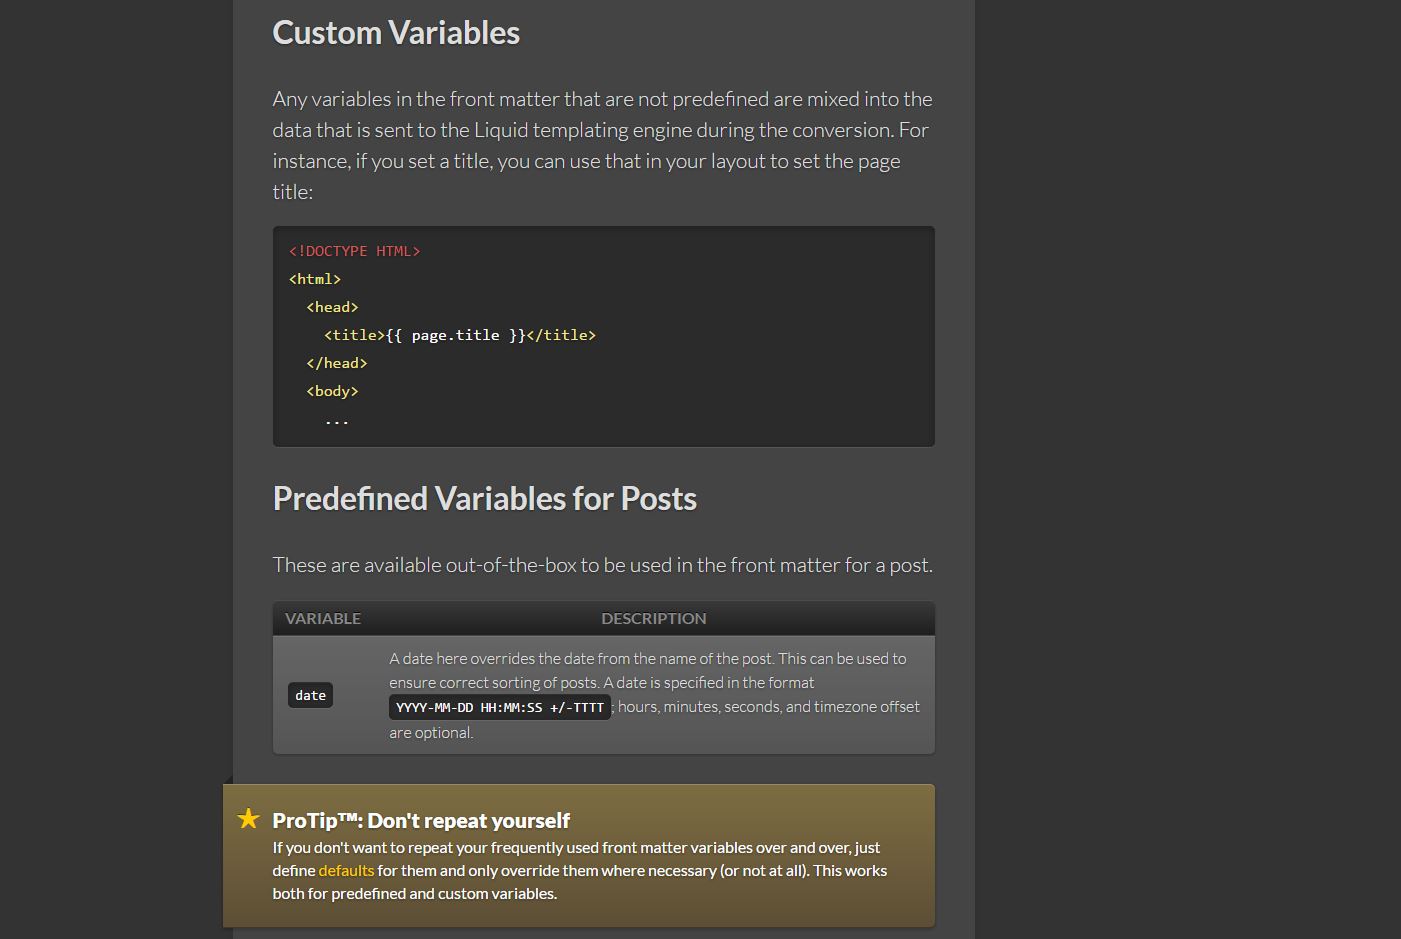 Custom Variables
Any variables in the front matter that are not predefined are mixed into the
data that is sent to the Liquid templating engine during the conversion. For
instance, if you set a title, you can use that in your layout to set the page
title:
<!DOCTYPE HTML>
<html>
  <head>
    <title>{{ page.title }}</title>
  </head>
  <body>
    ...
Predefined Variables for Posts
These are available out-of-the-box to be used in the front matter for a post.
VARIABLE DESCRIPTION
A date here overrides the date from the name of the post. This can be used to
ensure correct sorting of posts. A date is specified in the format
date
YYYY-MM-DD HH:MM:SS +/-TTTT; hours, minutes, seconds, and timezone offset
are optional.
★ ProTip™: Don't repeat yourself
If you don't want to repeat your frequently used front matter variables over and over, just
define defaults for them and only override them where necessary (or not at all). This works
both for predefined and custom variables.